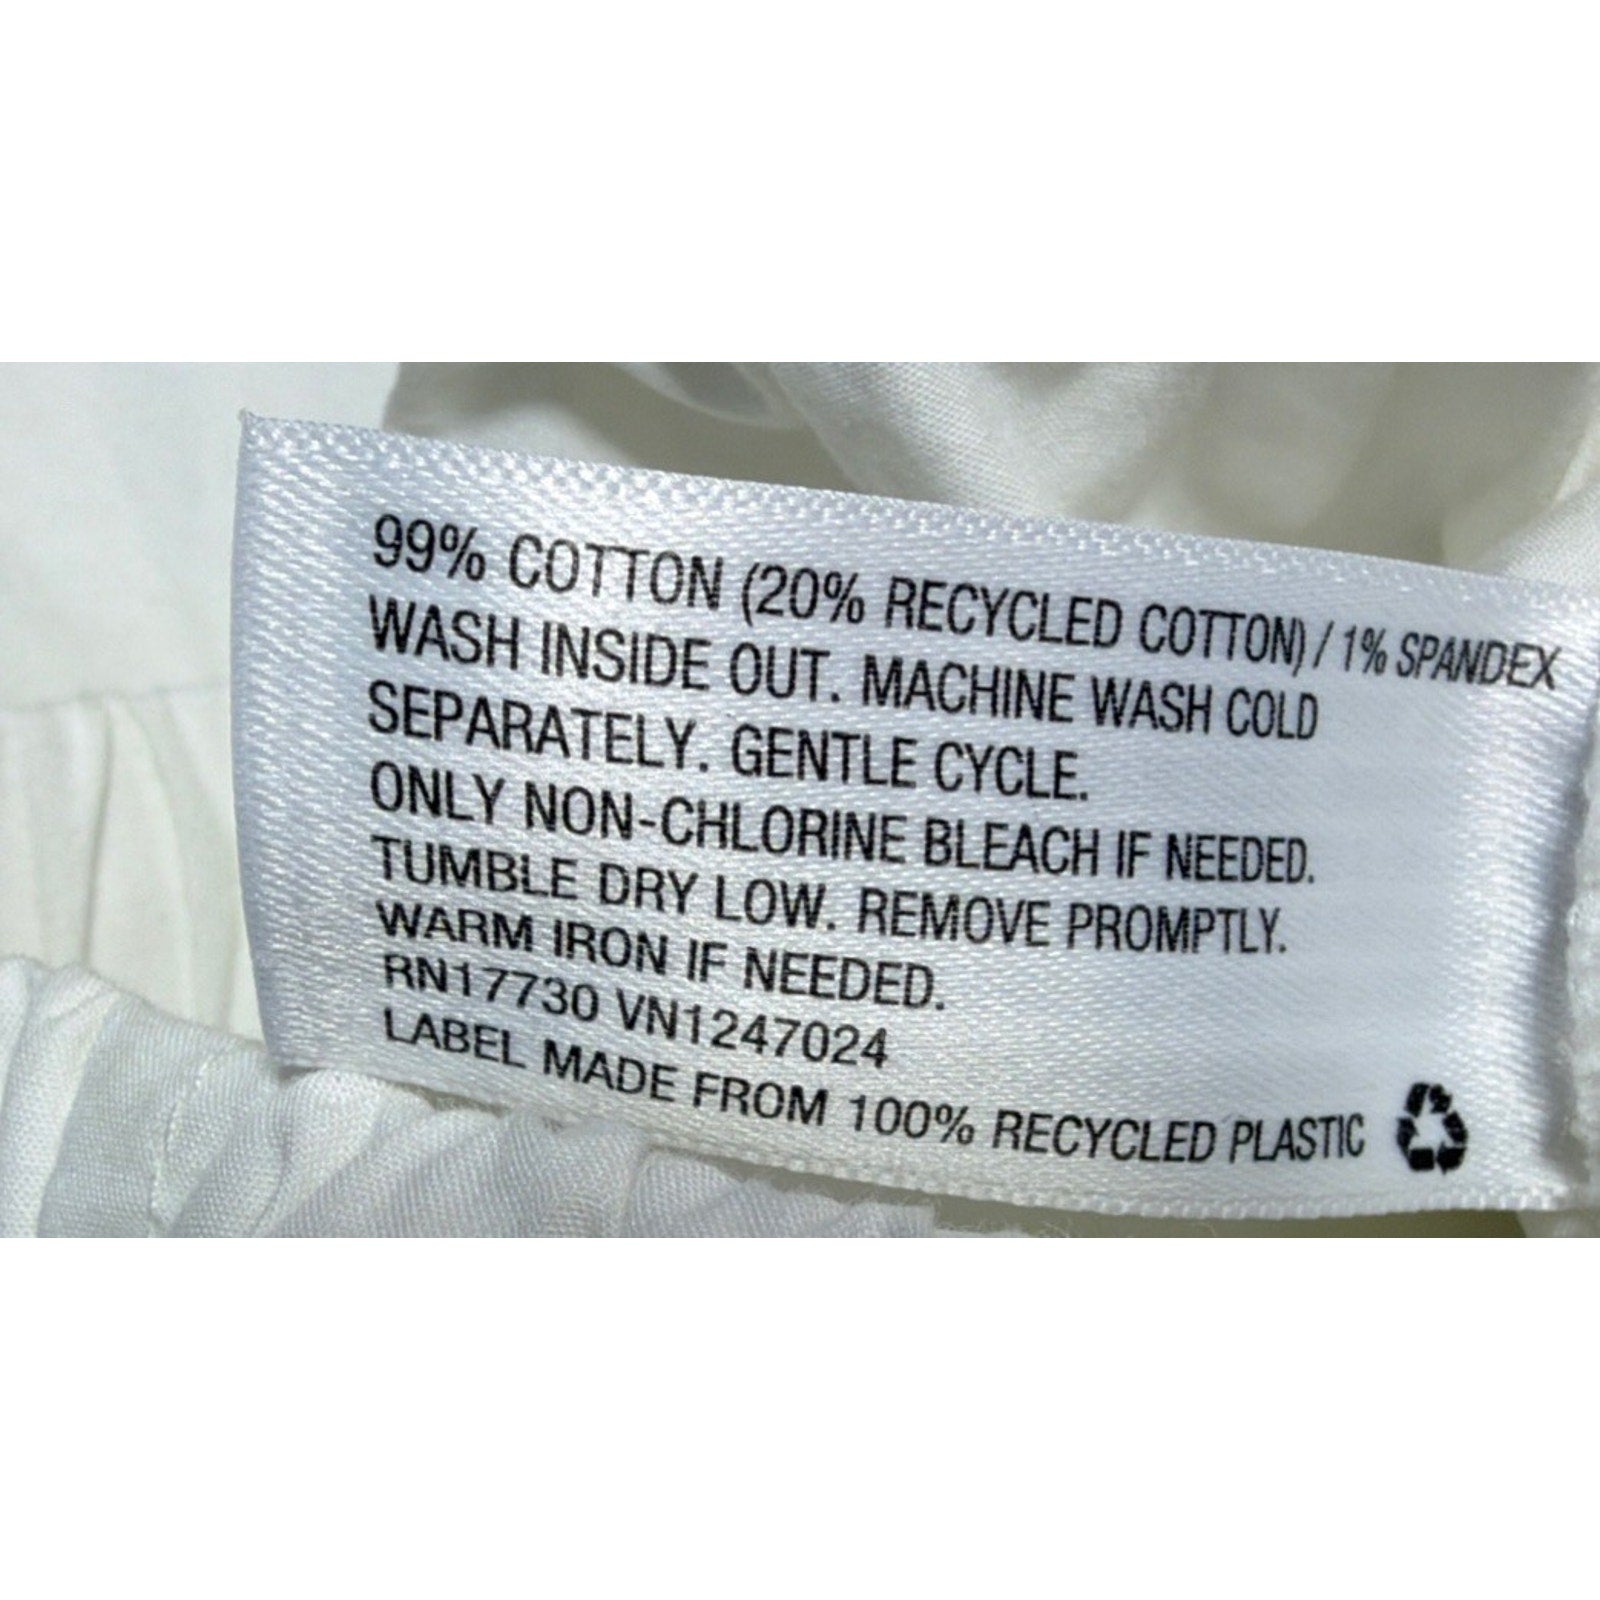 99% COTTON (20% RECYCLED COTTON) / 1% SPANDEX
WASH INSIDE OUT. MACHINE WASH COLD
SEPARATELY. GENTLE CYCLE.
ONLY NON-CHLORINE BLEACH IF NEEDED.
TUMBLE DRY LOW. REMOVE PROMPTLY.
WARM IRON IF NEEDED.
RN17730 VN1247024
LABEL MADE FROM 100% RECYCLED PLASTIC